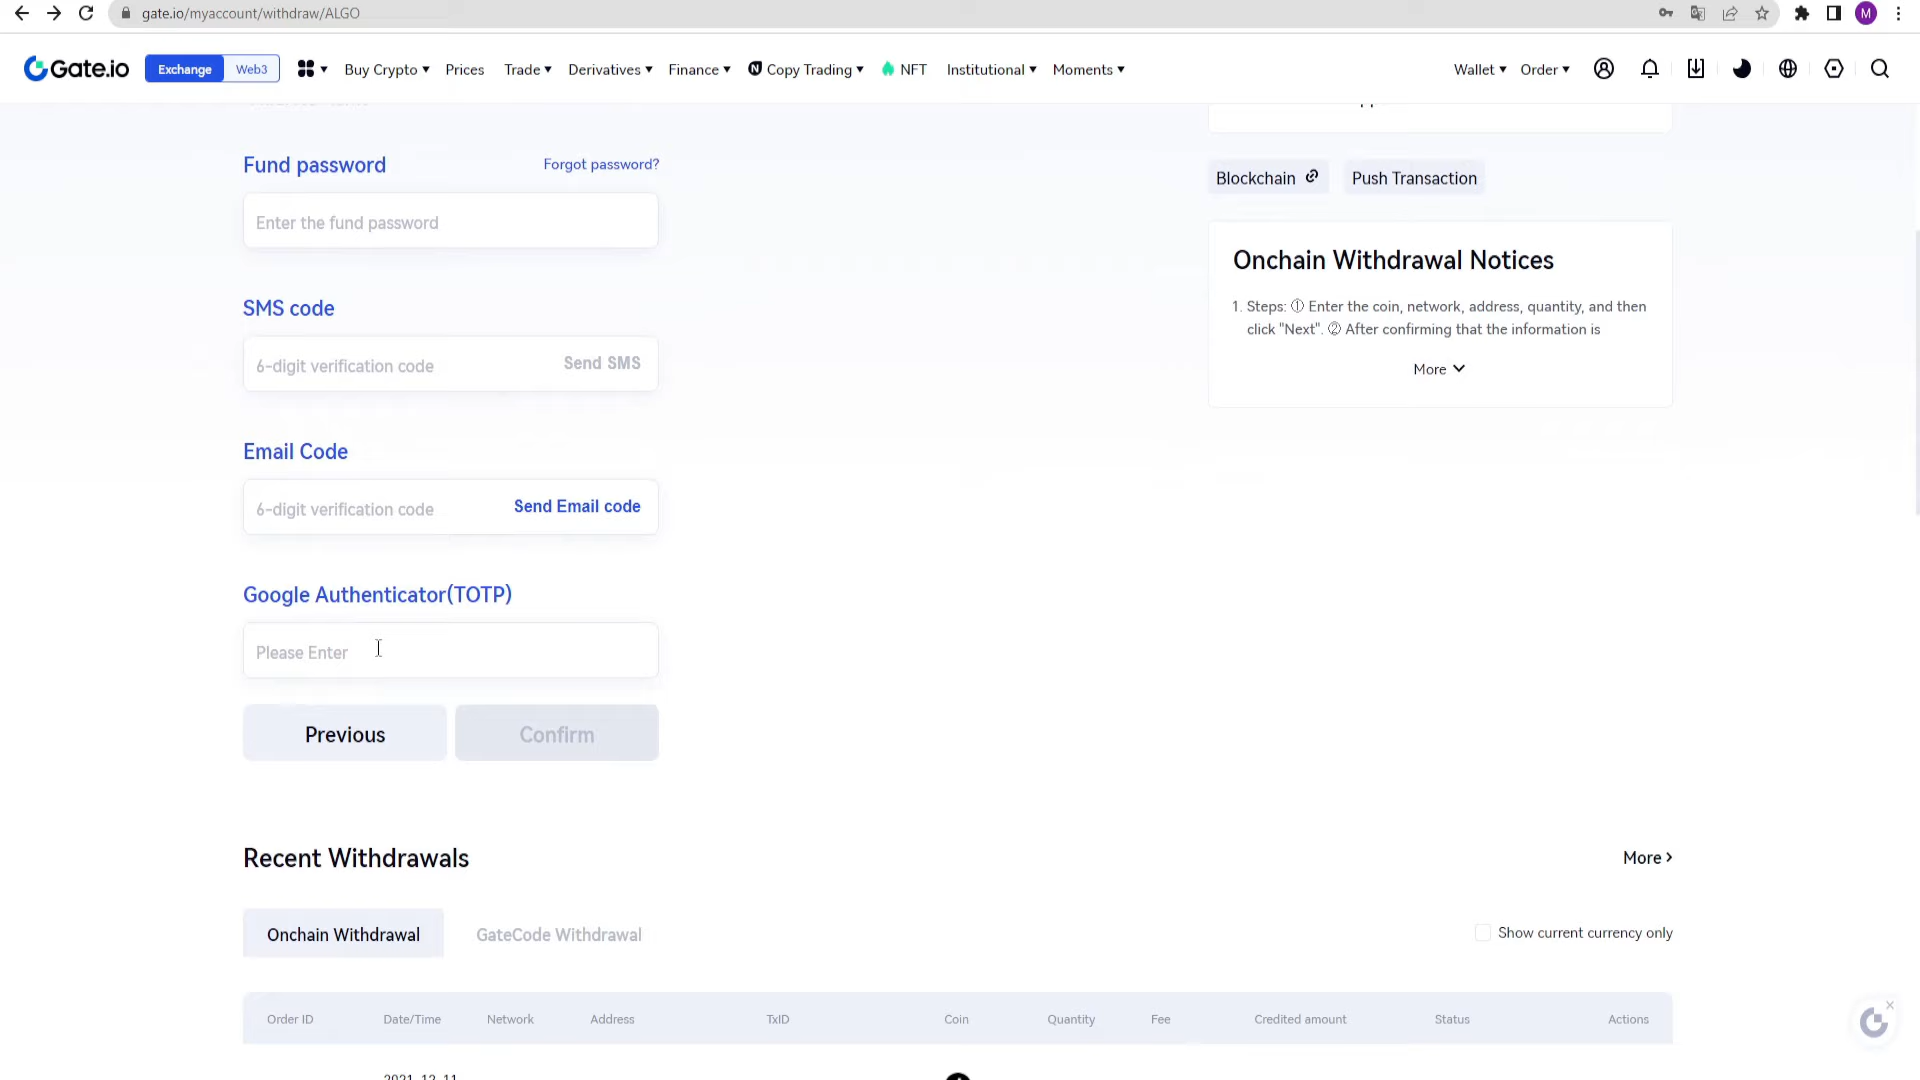 gate.io/myaccount/withdraw/ALGO
M
Gate.io Exchange Web3 Buy Crypto Prices Trade Derivatives Finance Copy Trading NFT Institutional Moments Wallet Order
Fund password Forgot password?
Enter the fund password
SMS code
6-digit verification code Send SMS
Email Code
6-digit verification code Send Email code
Google Authenticator(TOTP)
Please Enter
Previous Confirm
Blockchain Push Transaction
Onchain Withdrawal Notices
1. Steps: ① Enter the coin, network, address, quantity, and then
click "Next". ② After confirming that the information is
More
Recent Withdrawals More >
Onchain Withdrawal GateCode Withdrawal Show current currency only
Order ID Date/Time Network Address TxID Coin Quantity Fee Credited amount Status Actions
2021-12-11